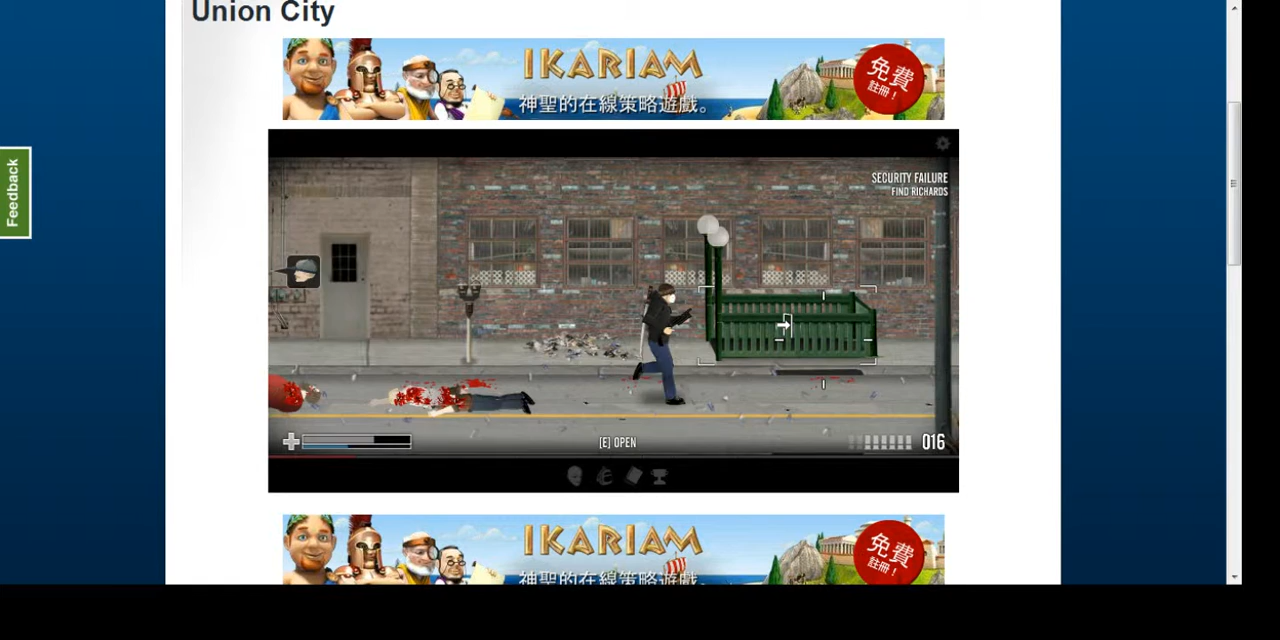 Union City
IKARIAM
神聖的在線策略遊戲。
免費
註冊！
Feedback
SECURITY FAILURE
FIND RICHARDS
[E] OPEN
016
IKARIAM
神聖的在線策略遊戲。
免費
註冊！